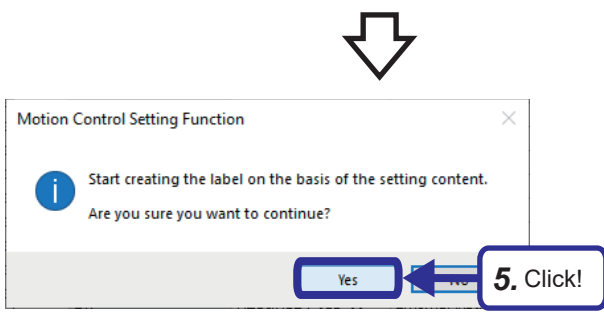 Motion Control Setting Function
Start creating the label on the basis of the setting content.
Are you sure you want to continue?
Yes
No
5. Click!